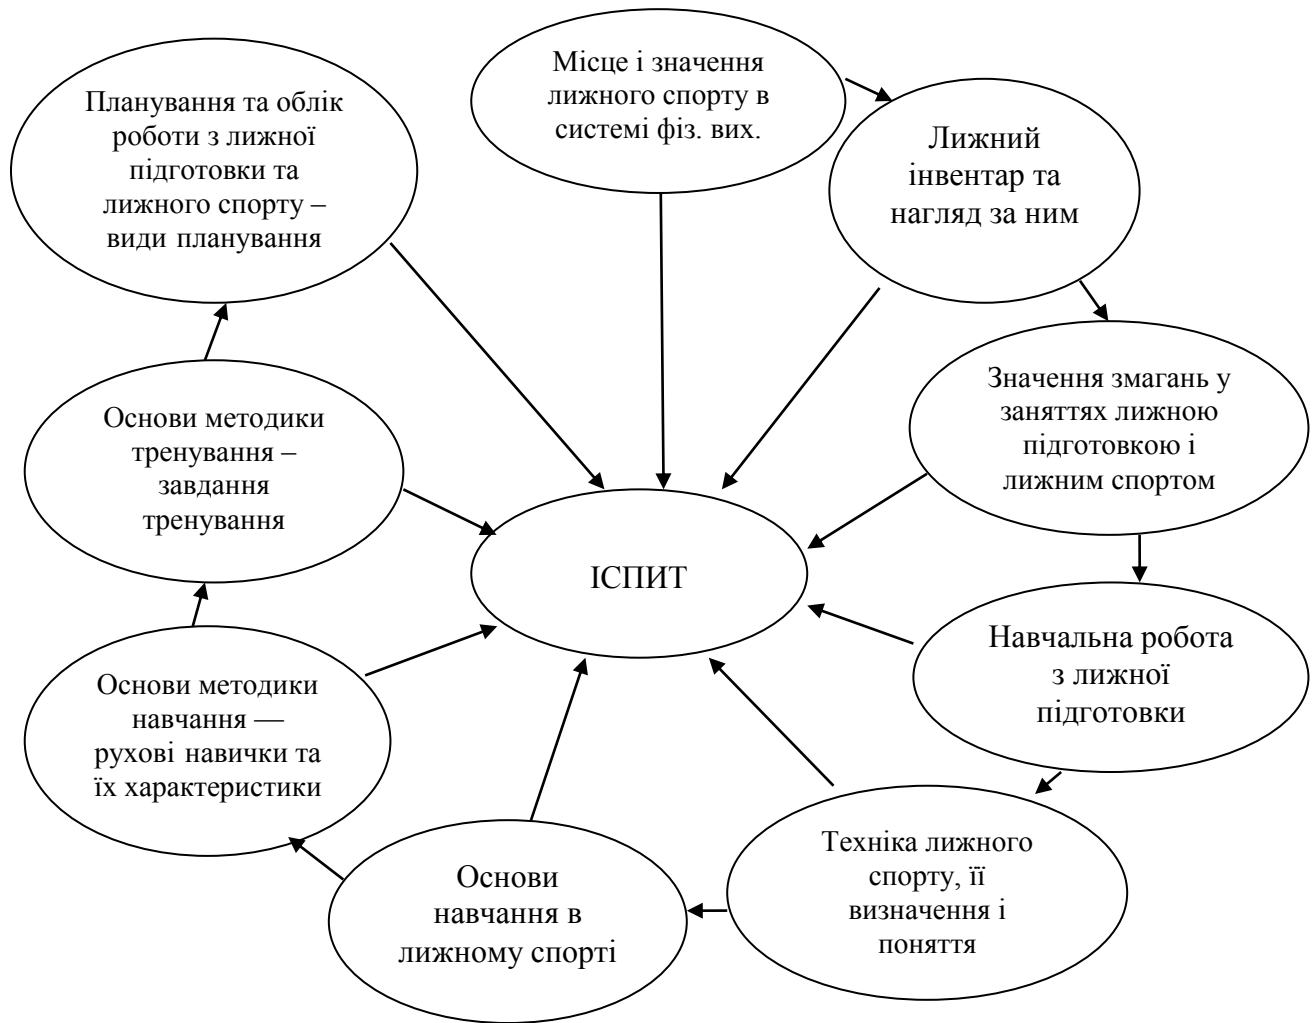 Місце і значення
лижного спорту в
системі фіз. вих.
Лижний
інвентар та
нагляд за ним
Значення змагань у
заняттях лижною
підготовкою і
лижним спортом
Навчальна робота
з лижної
підготовки
Техніка лижного
спорту, її
визначення і
поняття
Основи
навчання в
лижному спорті
Основи методики
навчання —
рухові навички та
їх характеристики
Основи методики
тренування –
завдання
тренування
Планування та облік
роботи з лижної
підготовки та
лижного спорту –
види планування
ІСПИТ